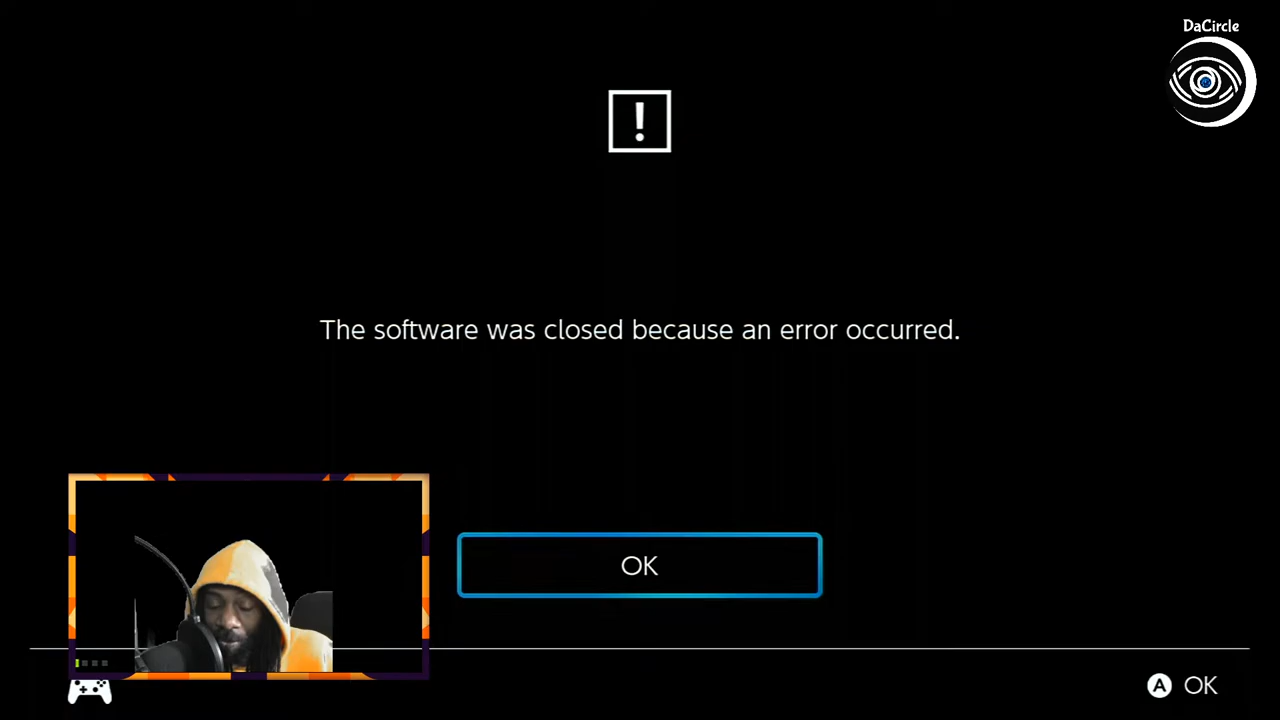 DaCircle
!
The software was closed because an error occurred.
OK
A OK